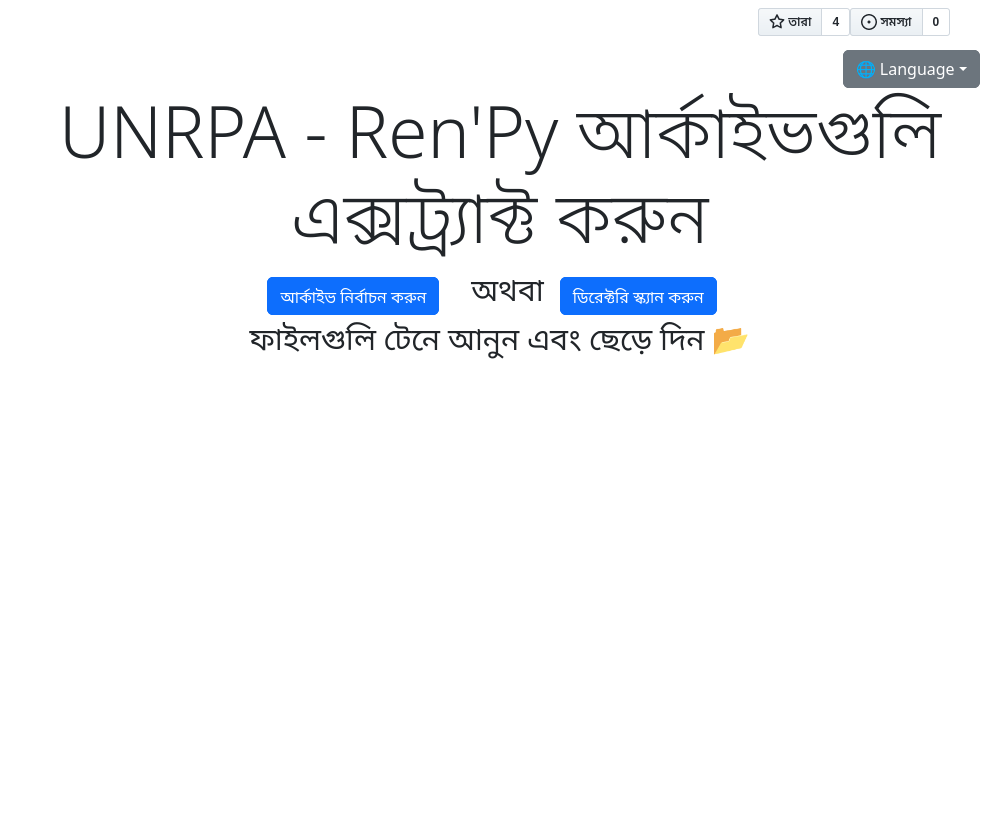 তারা 4 সমস্যা 0
🌐 Language
UNRPA - Ren'Py আর্কাইভগুলি
এক্সট্র্যাক্ট করুন
আর্কাইভ নির্বাচন করুন অথবা ডিরেক্টরি স্ক্যান করুন
ফাইলগুলি টেনে আনুন এবং ছেড়ে দিন 📂